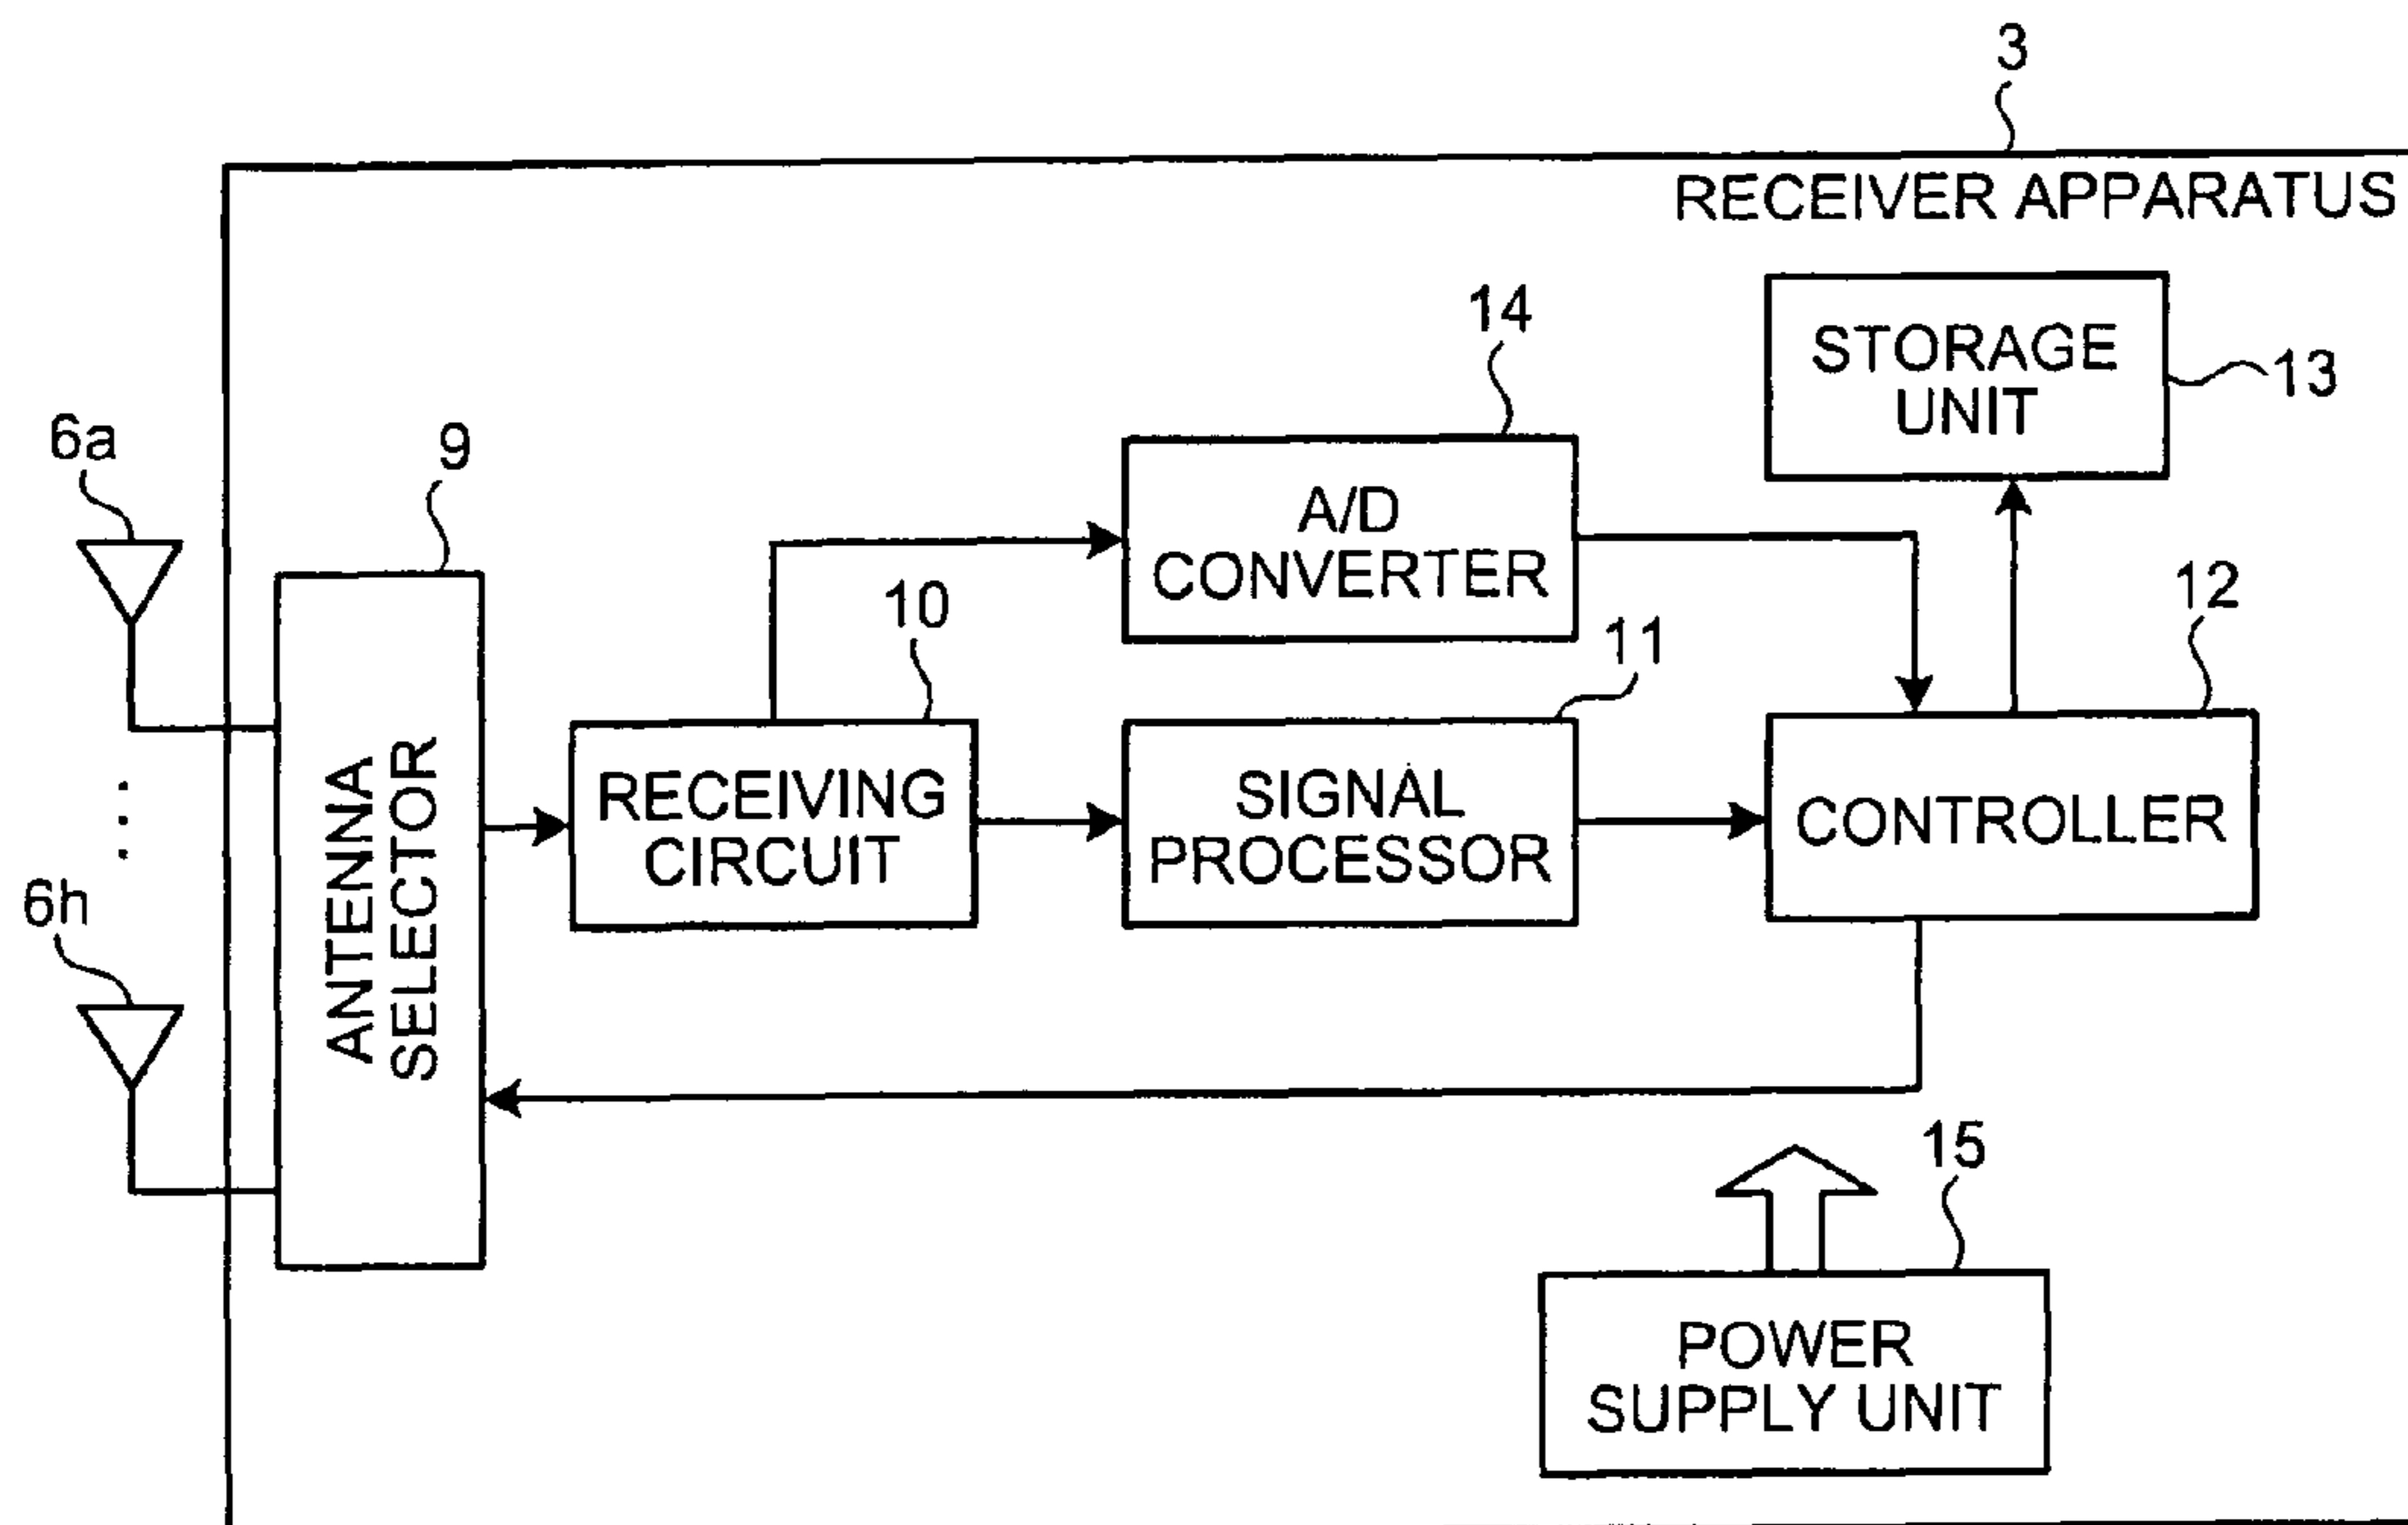 3
RECEIVER APPARATUS
14
STORAGE
UNIT
13
6a
9
A/D
CONVERTER
10
11
12
ANTENNA
SELECTOR
RECEIVING
CIRCUIT
SIGNAL
PROCESSOR
CONTROLLER
6h
15
POWER
SUPPLY UNIT